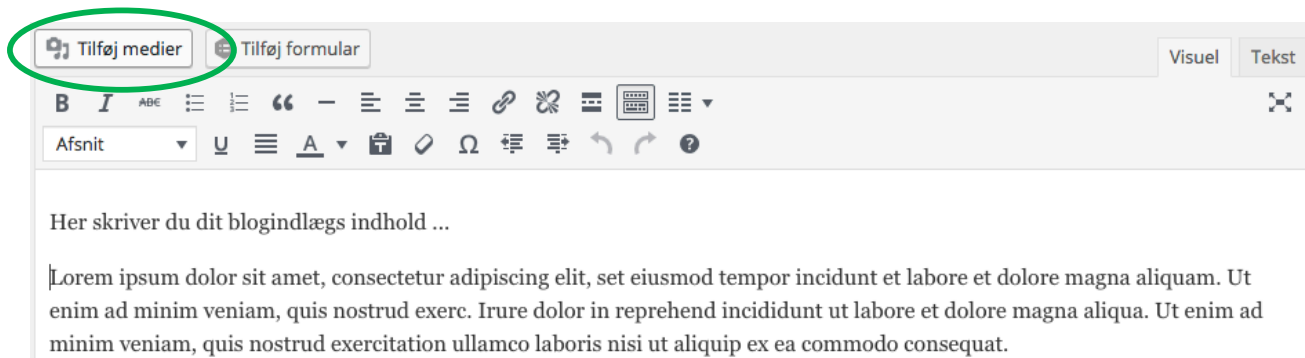 Tilføj medier Tilføj formular
Visuel Tekst
B I ABE
Afsnit U A Ω
Her skriver du dit blogindlægs indhold ...
Lorem ipsum dolor sit amet, consectetur adipiscing elit, set eiusmod tempor incidunt et labore et dolore magna aliquam. Ut
enim ad minim veniam, quis nostrud exerc. Irure dolor in reprehend incididunt ut labore et dolore magna aliqua. Ut enim ad
minim veniam, quis nostrud exercitation ullamco laboris nisi ut aliquip ex ea commodo consequat.